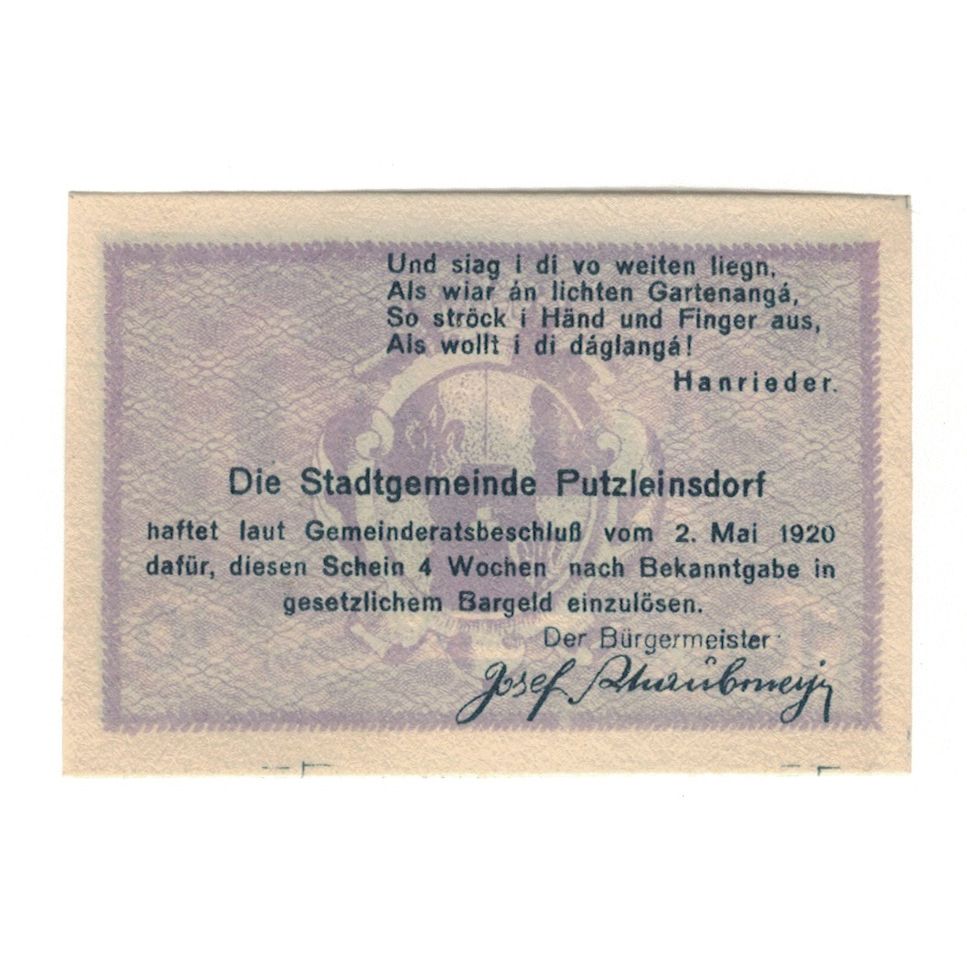 Und siag i di vo weiten liegn,
Als wiar án lichten Gartenangá,
So ströck i Händ und Finger aus,
Als wollt i di dáglangá!
Hanrieder.
Die Stadtgemeinde Putzleinsdorf
haftet laut Gemeinderatsbeschluß vom 2. Mai 1920
dafür, diesen Schein 4 Wochen nach Bekanntgabe in
gesetzlichem Bargeld einzulösen.
Der Bürgermeister
Josef